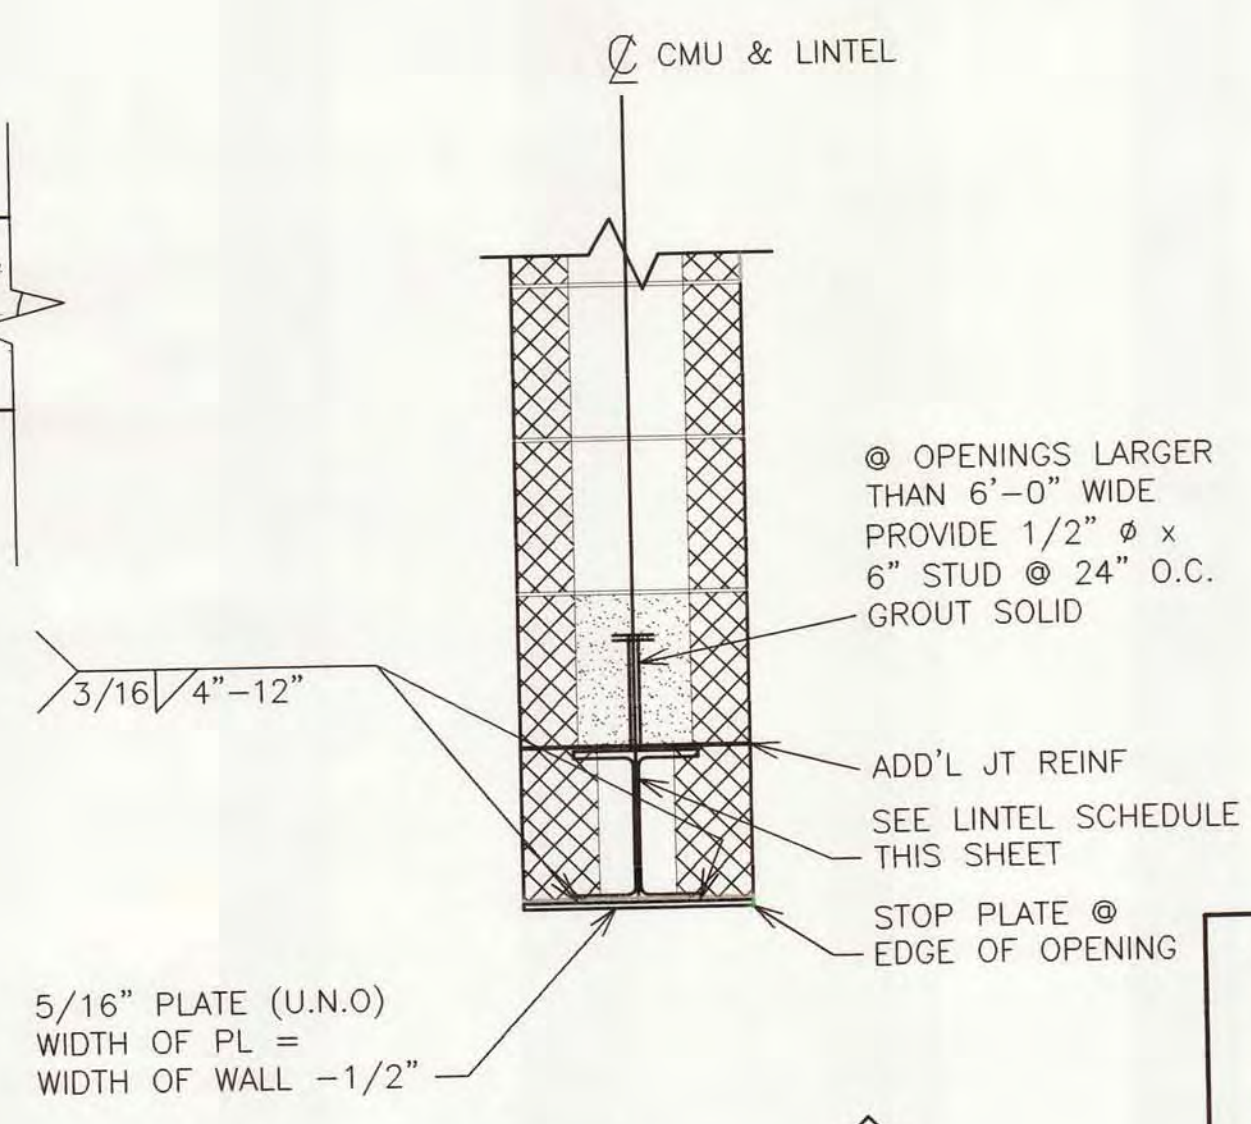 ℄ CMU & LINTEL
@ OPENINGS LARGER
THAN 6'-0" WIDE
PROVIDE 1/2" ø x
6" STUD @ 24" O.C.
GROUT SOLID
3/16 4"-12"
ADD'L JT REINF
SEE LINTEL SCHEDULE
THIS SHEET
STOP PLATE @
EDGE OF OPENING
5/16" PLATE (U.N.O)
WIDTH OF PL =
WIDTH OF WALL -1/2"